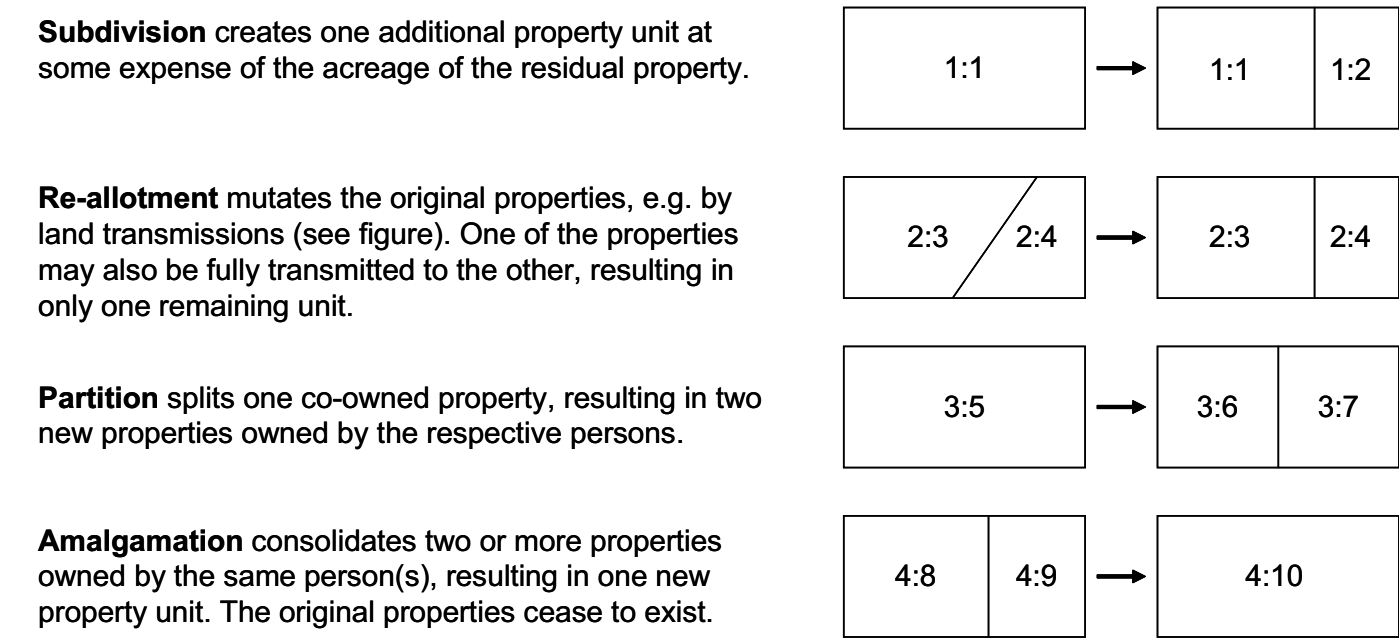 Subdivision creates one additional property unit at
some expense of the acreage of the residual property.
1:1
1:1
1:2
Re-allotment mutates the original properties, e.g. by
land transmissions (see figure). One of the properties
may also be fully transmitted to the other, resulting in
only one remaining unit.
2:3
2:4
2:3
2:4
Partition splits one co-owned property, resulting in two
new properties owned by the respective persons.
3:5
3:6
3:7
Amalgamation consolidates two or more properties
owned by the same person(s), resulting in one new
property unit. The original properties cease to exist.
4:8
4:9
4:10